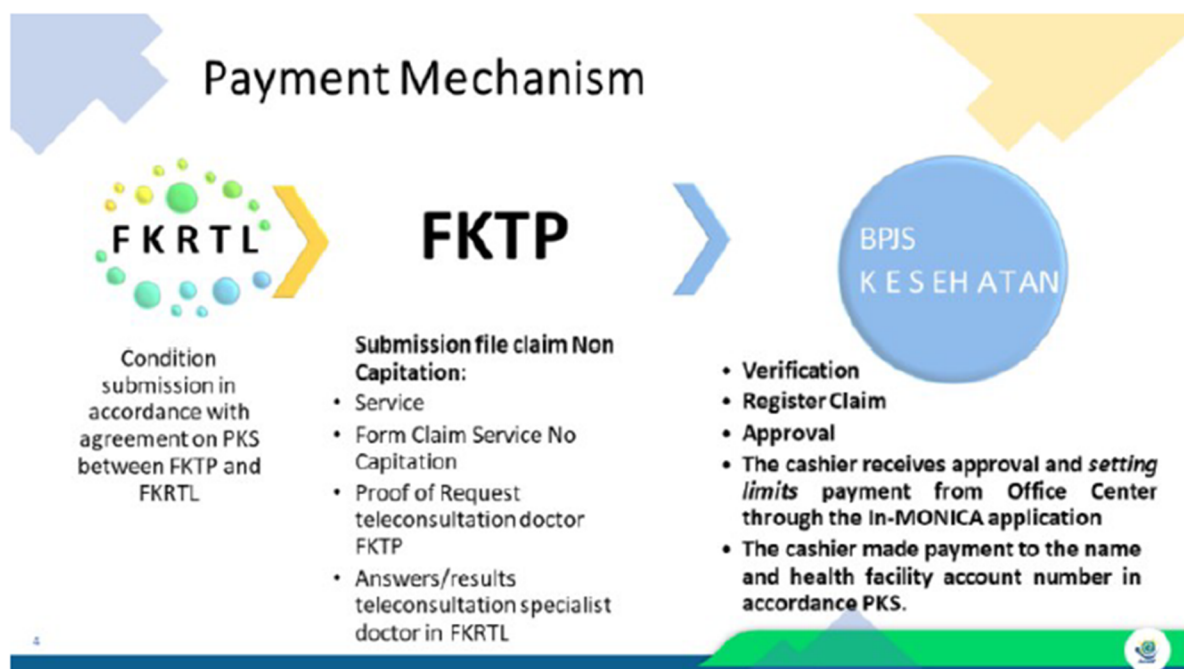 Payment Mechanism
FKRTL
Condition
submission in
accordance with
agreement on PKS
between FKTP and
FKRTL
FKTP
Submission file claim Non
Capitation:
• Service
• Form Claim Service No
Capitation
• Proof of Request
teleconsultation doctor
FKTP
• Answers/results
teleconsultation specialist
doctor in FKRTL
BPJS
KESEHATAN
• Verification
• Register Claim
• Approval
• The cashier receives approval and setting
limits payment from Office Center
through the In-MONICA application
• The cashier made payment to the name
and health facility account number in
accordance PKS.
4